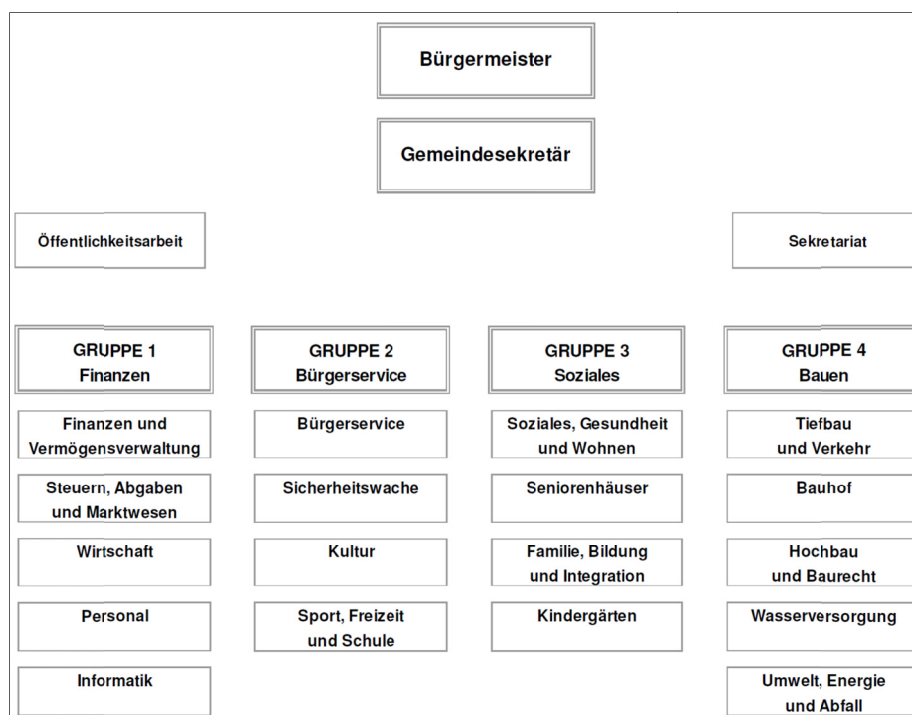 Bürgermeister
Gemeindesekretär
Öffentlichkeitsarbeit
Sekretariat
GRUPPE 1
Finanzen
GRUPPE 2
Bürgerservice
GRUPPE 3
Soziales
GRUPPE 4
Bauen
Finanzen und
Vermögensverwaltung
Bürgerservice
Soziales, Gesundheit
und Wohnen
Tiefbau
und Verkehr
Steuern, Abgaben
und Marktwesen
Sicherheitswache
Seniorenhäuser
Bauhof
Wirtschaft
Kultur
Familie, Bildung
und Integration
Hochbau
und Baurecht
Personal
Sport, Freizeit
und Schule
Kindergärten
Wasserversorgung
Informatik
Umwelt, Energie
und Abfall